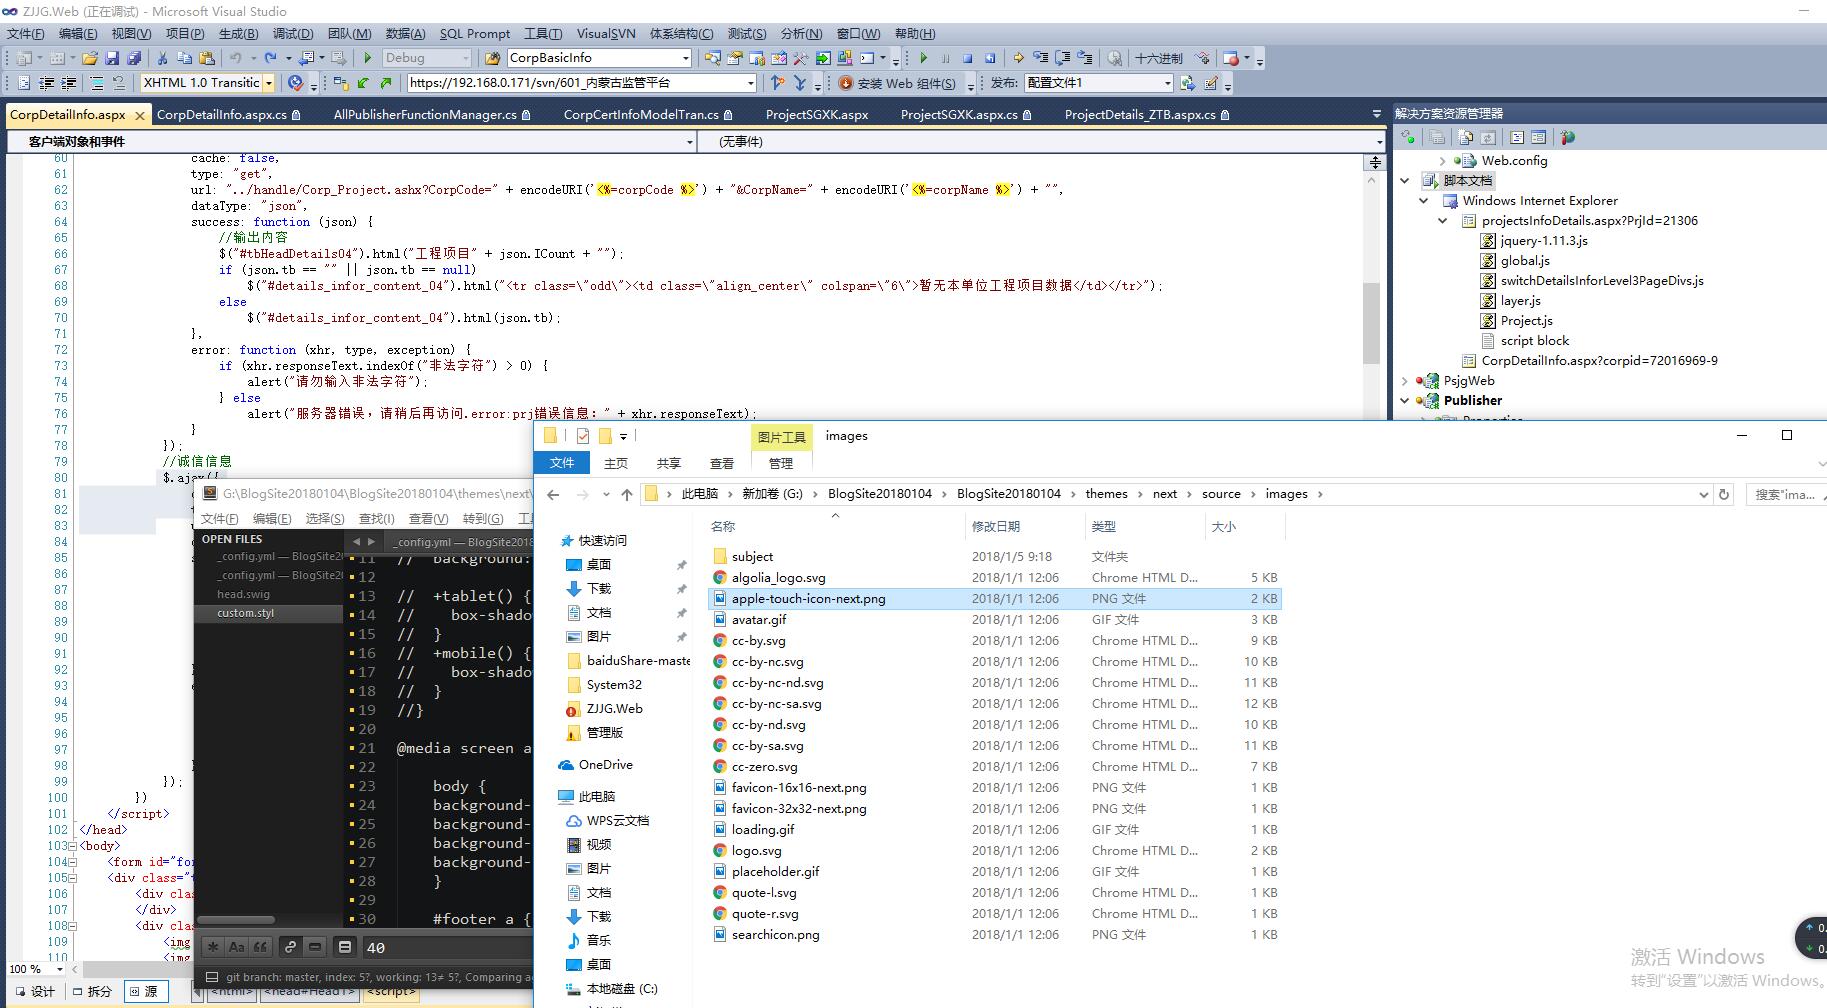 ZJJG.Web (正在调试) - Microsoft Visual Studio
文件(F) 编辑(E) 视图(V) 项目(P) 生成(B) 调试(D) 团队(M) 数据(A) SQL Prompt 工具(T) VisualSVN 体系结构(C) 测试(S) 分析(N) 窗口(W) 帮助(H)
Debug CorpBasicInfo 十六进制
XHTML 1.0 Transitic https://192.168.0.171/svn/601_内蒙古监管平台 安装 Web 组件(S) 发布: 配置文件1
CorpDetailInfo.aspx CorpDetailInfo.aspx.cs AllPublisherFunctionManager.cs CorpCertInfoModelTran.cs ProjectSGXK.aspx ProjectSGXK.aspx.cs ProjectDetails_ZTB.aspx.cs
客户端对象和事件 (无事件)
60 cache: false,
61 type: "get",
62 url: "../handle/Corp_Project.ashx?CorpCode=" + encodeURI('<%=corpCode %>') + "&CorpName=" + encodeURI('<%=corpName %>') + "",
63 dataType: "json",
64 success: function (json) {
65 //输出内容
66 $("#tbHeadDetails04").html("工程项目" + json.ICount + "");
67 if (json.tb == "" || json.tb == null)
68 $("#details_infor_content_04").html("<tr class=\"odd\"><td class=\"align_center\" colspan=\"6\">暂无本单位工程项目数据</td></tr>");
69 else
70 $("#details_infor_content_04").html(json.tb);
71 },
72 error: function (xhr, type, exception) {
73 if (xhr.responseText.indexOf("非法字符") > 0) {
74 alert("请勿输入非法字符");
75 } else
76 alert("服务器错误，请稍后再访问.error:prj错误信息：" + xhr.responseText);
77 }
78 });
79 //诚信信息
80 $.ajax({
81
82
83
84
85
86
87
88
89
90
91
92
93
94
95
96
97
98
99 });
100 })
101 </script>
102 </head>
103 <body>
104 <form id="for
105 <div class="
106 <div clas
107 </div>
108 <div clas
109 <img
110 <img
100 %
设计 拆分 源 <html> <head#Head1> <script>
解决方案资源管理器
Web.config
脚本文档
Windows Internet Explorer
projectsInfoDetails.aspx?PrjId=21306
jquery-1.11.3.js
global.js
switchDetailsInforLevel3PageDivs.js
layer.js
Project.js
script block
CorpDetailInfo.aspx?corpid=72016969-9
PsjgWeb
Publisher
Properties
G:\BlogSite20180104\BlogSite20180104\themes\next\
文件(F) 编辑(E) 选择(S) 查找(I) 查看(V) 转到(G) 工
OPEN FILES
_config.yml — BlogSite20
_config.yml — BlogSite20
head.swig
custom.styl
_config.yml — BlogSite2018
11 // background:
12
13 // +tablet() {
14 // box-shado
15 // }
16 // +mobile() {
17 // box-shado
18 // }
19 //}
20
21 @media screen a
22
23 body {
24 background-
25 background-
26 background-
27 background-
28 }
29
30 #footer a {
Aa 40
git branch: master, index: 5?, working: 13≠ 5?, Comparing a
图片工具 images
文件 主页 共享 查看 管理
此电脑 新加卷 (G:) BlogSite20180104 BlogSite20180104 themes next source images 搜索"ima...
名称 修改日期 类型 大小
快速访问
桌面
下载
文档
图片
baiduShare-maste
System32
ZJJG.Web
管理版
OneDrive
此电脑
WPS云文档
视频
图片
文档
下载
音乐
桌面
本地磁盘 (C:)
subject 2018/1/5 9:18 文件夹
algolia_logo.svg 2018/1/1 12:06 Chrome HTML D... 5 KB
apple-touch-icon-next.png 2018/1/1 12:06 PNG 文件 2 KB
avatar.gif 2018/1/1 12:06 GIF 文件 3 KB
cc-by.svg 2018/1/1 12:06 Chrome HTML D... 9 KB
cc-by-nc.svg 2018/1/1 12:06 Chrome HTML D... 10 KB
cc-by-nc-nd.svg 2018/1/1 12:06 Chrome HTML D... 11 KB
cc-by-nc-sa.svg 2018/1/1 12:06 Chrome HTML D... 12 KB
cc-by-nd.svg 2018/1/1 12:06 Chrome HTML D... 10 KB
cc-by-sa.svg 2018/1/1 12:06 Chrome HTML D... 11 KB
cc-zero.svg 2018/1/1 12:06 Chrome HTML D... 7 KB
favicon-16x16-next.png 2018/1/1 12:06 PNG 文件 1 KB
favicon-32x32-next.png 2018/1/1 12:06 PNG 文件 1 KB
loading.gif 2018/1/1 12:06 GIF 文件 1 KB
logo.svg 2018/1/1 12:06 Chrome HTML D... 2 KB
placeholder.gif 2018/1/1 12:06 GIF 文件 1 KB
quote-l.svg 2018/1/1 12:06 Chrome HTML D... 1 KB
quote-r.svg 2018/1/1 12:06 Chrome HTML D... 1 KB
searchicon.png 2018/1/1 12:06 PNG 文件 1 KB
激活 Windows
转到"设置"以激活 Windows。
0.
0.